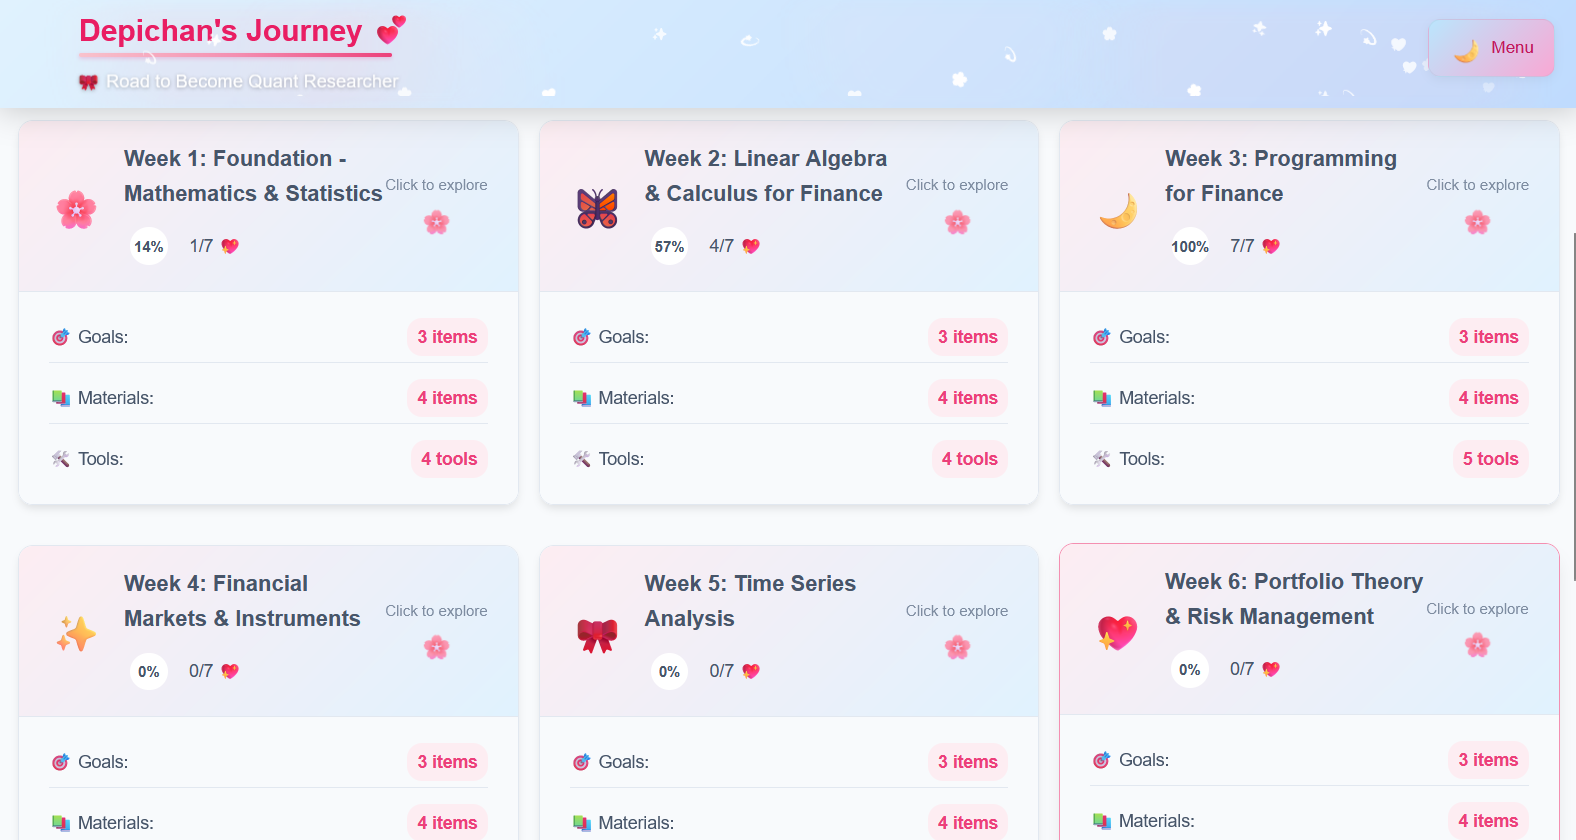 Depichan's Journey
Road to Become Quant Researcher
Menu
Week 1: Foundation -
Mathematics & Statistics
Click to explore
14%
1/7
Goals:
3 items
Materials:
4 items
Tools:
4 tools
Week 2: Linear Algebra
& Calculus for Finance
Click to explore
57%
4/7
Goals:
3 items
Materials:
4 items
Tools:
4 tools
Week 3: Programming
for Finance
Click to explore
100%
7/7
Goals:
3 items
Materials:
4 items
Tools:
5 tools
Week 4: Financial
Markets & Instruments
Click to explore
0%
0/7
Goals:
3 items
Materials:
4 items
Week 5: Time Series
Analysis
Click to explore
0%
0/7
Goals:
3 items
Materials:
4 items
Week 6: Portfolio Theory
& Risk Management
Click to explore
0%
0/7
Goals:
3 items
Materials:
4 items